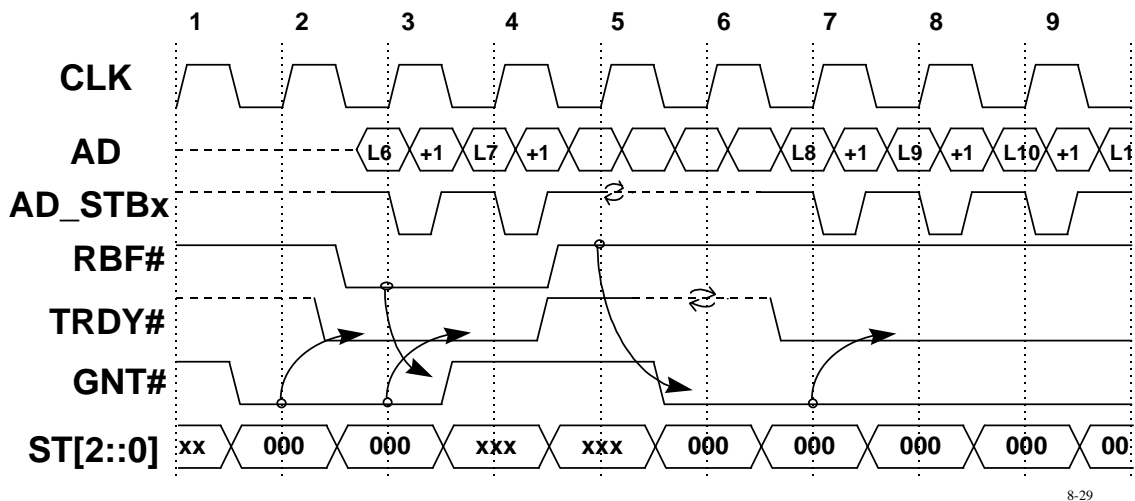 1 2 3 4 5 6 7 8 9
CLK
AD L6 +1 L7 +1 L8 +1 L9 +1 L10 +1 L1
AD_STBx
RBF#
TRDY#
GNT#
ST[2::0] xx 000 000 xxx xxx 000 000 000 000 00
8-29